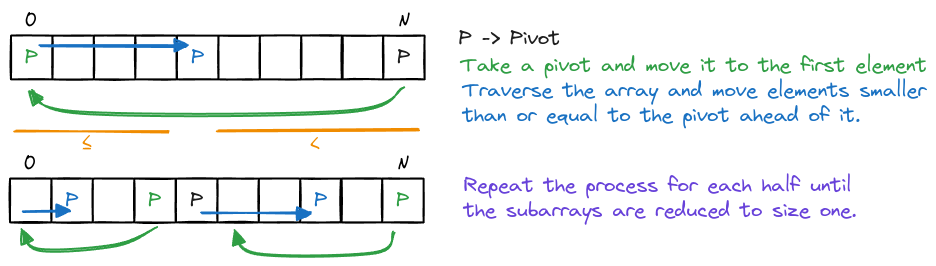 O N
P P P
P -> Pivot
Take a pivot and move it to the first element
Traverse the array and move elements smaller
than or equal to the pivot ahead of it.
≤ <
O N
P P P P P
Repeat the process for each half until
the subarrays are reduced to size one.